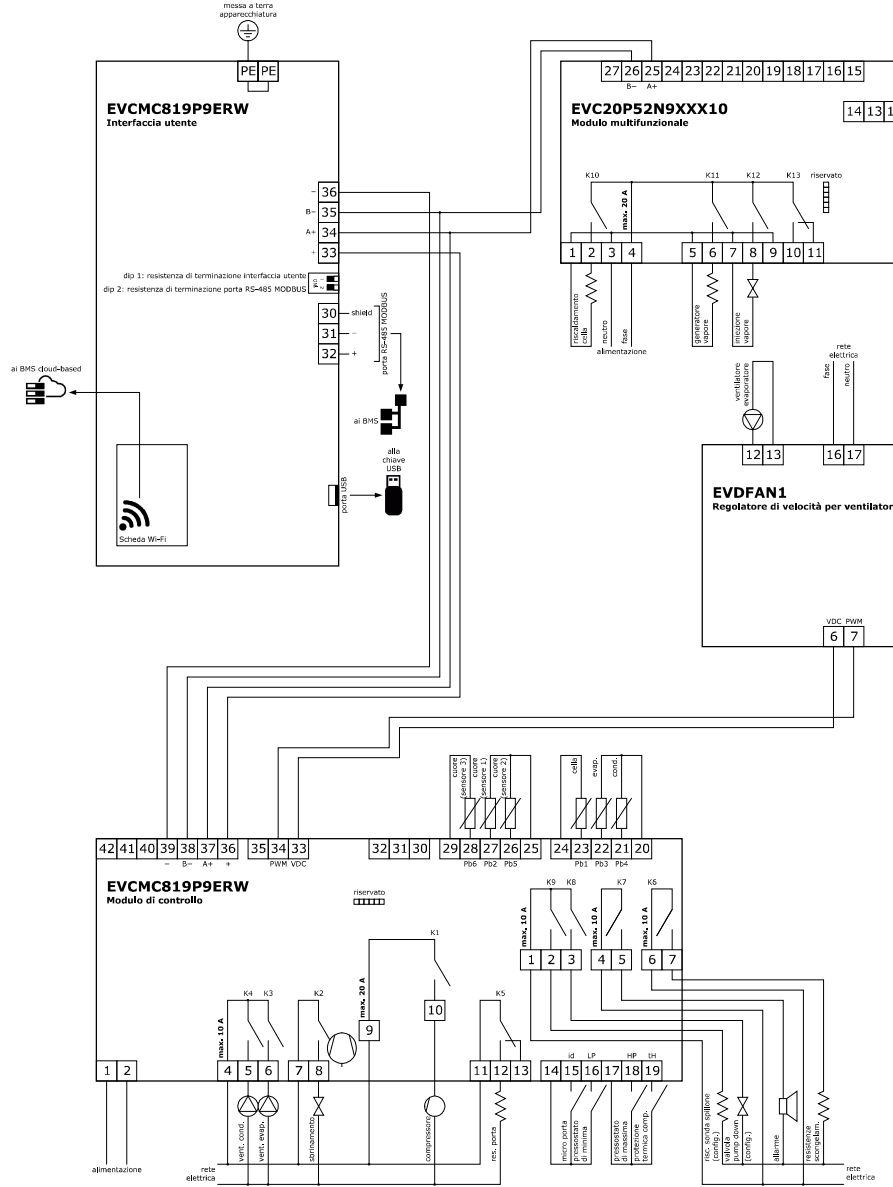 messa a terra
apparecchiatura
PE PE
EVCMC819P9ERW
Interfaccia utente
−
36
B−
35
A+
34
+
33
dip 1: resistenza di terminazione interfaccia utente
dip 2: resistenza di terminazione porta RS-485 MODBUS
30
shield
31
−
32
+
porta RS-485 MODBUS
ai BMS cloud-based
ai BMS
alla
chiave
USB
porta USB
Scheda Wi-Fi
27 26 25 24 23 22 21 20 19 18 17 16 15
B− A+
EVC20P52N9XXX10
Modulo multifunzionale
14 13 1
K10 K11 K12 K13
riservato
max. 20 A
1 2 3 4 5 6 7 8 9 10 11
riscaldamento
cella
neutro
fase
alimentazione
generatore
vapore
iniezione
vapore
rete
elettrica
ventilatore
evaporatore
fase
neutro
12 13 16 17
EVDFAN1
Regolatore di velocità per ventilator
VDC PWM
6 7
cuore
(sensore 3)
cuore
(sensore 1)
cuore
(sensore 2)
cella
evap.
cond.
42 41 40 39 38 37 36 35 34 33 32 31 30 29 28 27 26 25 24 23 22 21 20
− B− A+ + PWM VDC Pb6 Pb2 Pb5 Pb1 Pb3 Pb4
EVCMC819P9ERW
Modulo di controllo
riservato
K9 K8 K7 K6
max. 10 A
max. 10 A
max. 10 A
1 2 3 4 5 6 7
K1
max. 20 A
9
10
K4 K3 K2 K5
max. 10 A
1 2 4 5 6 7 8 11 12 13
id LP HP tH
14 15 16 17 18 19
alimentazione
vent. cond.
vent. evap.
sbrinamento
compressore
res. porta
micro porta
pressostato
di minima
pressostato
di massima
protezione
termica comp.
risc. sonda spillone
(config.)
valvola
pump down
(config.)
allarme
resistenze
scongelam.
rete
elettrica
rete
elettrica